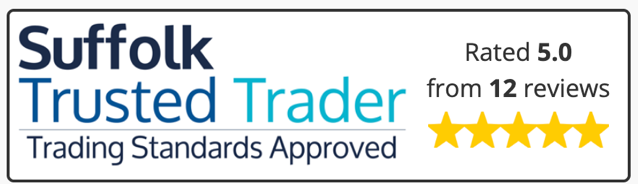 Suffolk
Trusted Trader
Trading Standards Approved
Rated 5.0
from 12 reviews